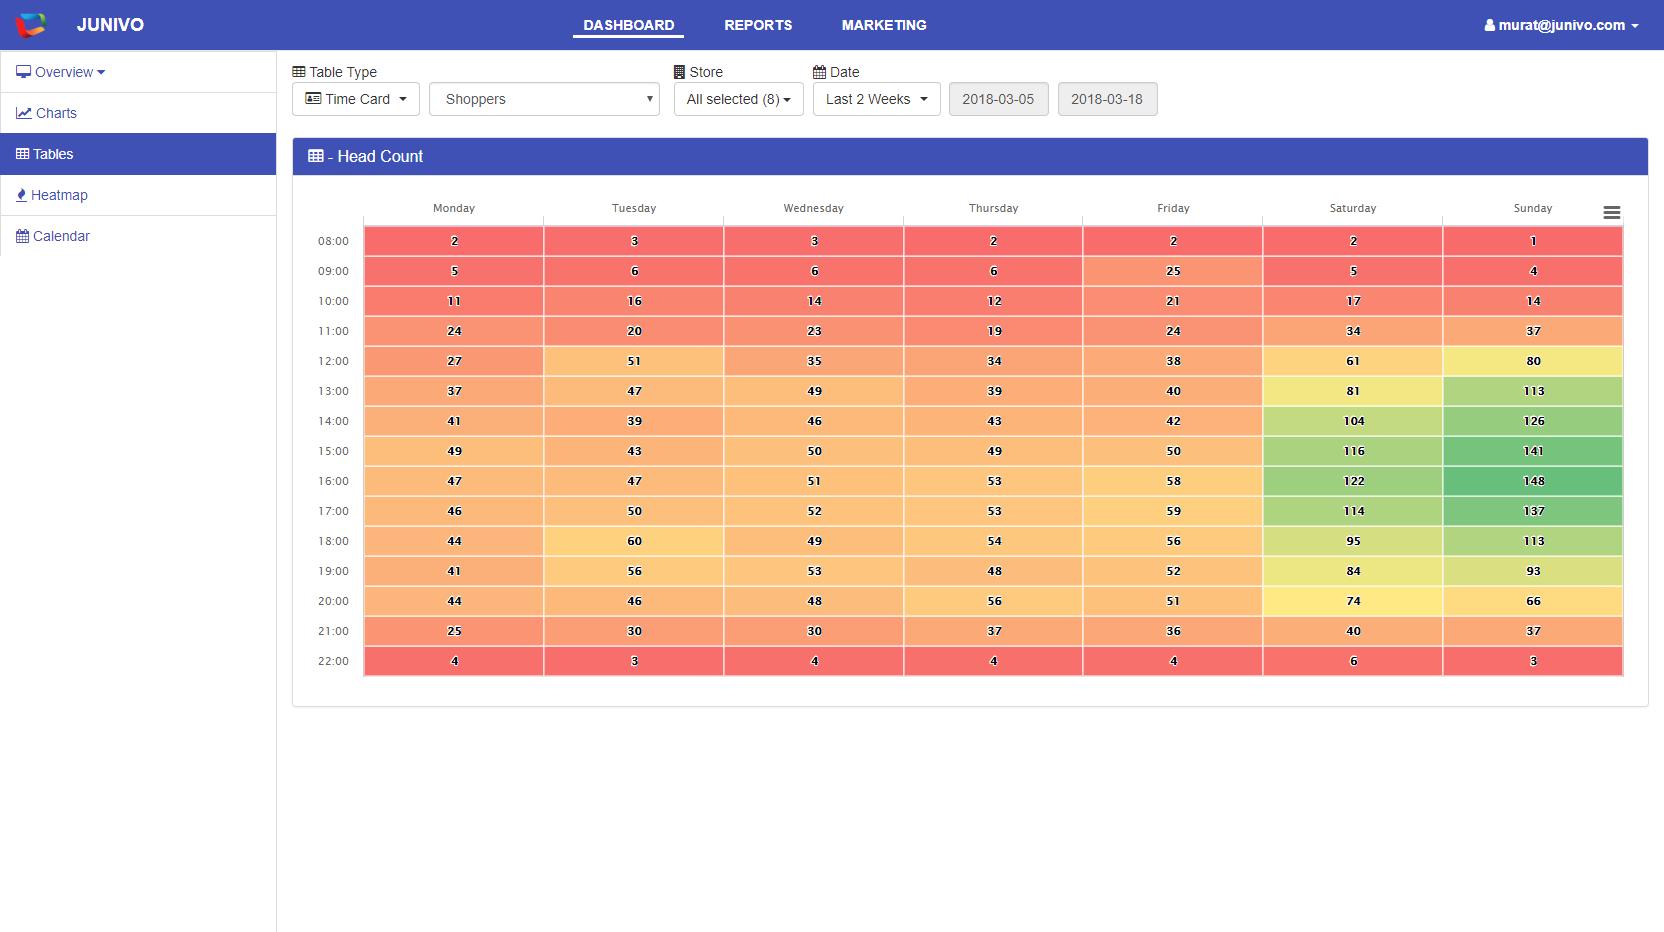 JUNIVO DASHBOARD REPORTS MARKETING murat@junivo.com
Overview
Charts
Tables
Heatmap
Calendar
Table Type Store Date
Time Card Shoppers All selected (8) Last 2 Weeks 2018-03-05 2018-03-18
- Head Count
Monday Tuesday Wednesday Thursday Friday Saturday Sunday
08:00 2 3 3 2 2 2 1
09:00 5 6 6 6 25 5 4
10:00 11 16 14 12 21 17 14
11:00 24 20 23 19 24 34 37
12:00 27 51 35 34 38 61 80
13:00 37 47 49 39 40 81 113
14:00 41 39 46 43 42 104 126
15:00 49 43 50 49 50 116 141
16:00 47 47 51 53 58 122 148
17:00 46 50 52 53 59 114 137
18:00 44 60 49 54 56 95 113
19:00 41 56 53 48 52 84 93
20:00 44 46 48 56 51 74 66
21:00 25 30 30 37 36 40 37
22:00 4 3 4 4 4 6 3